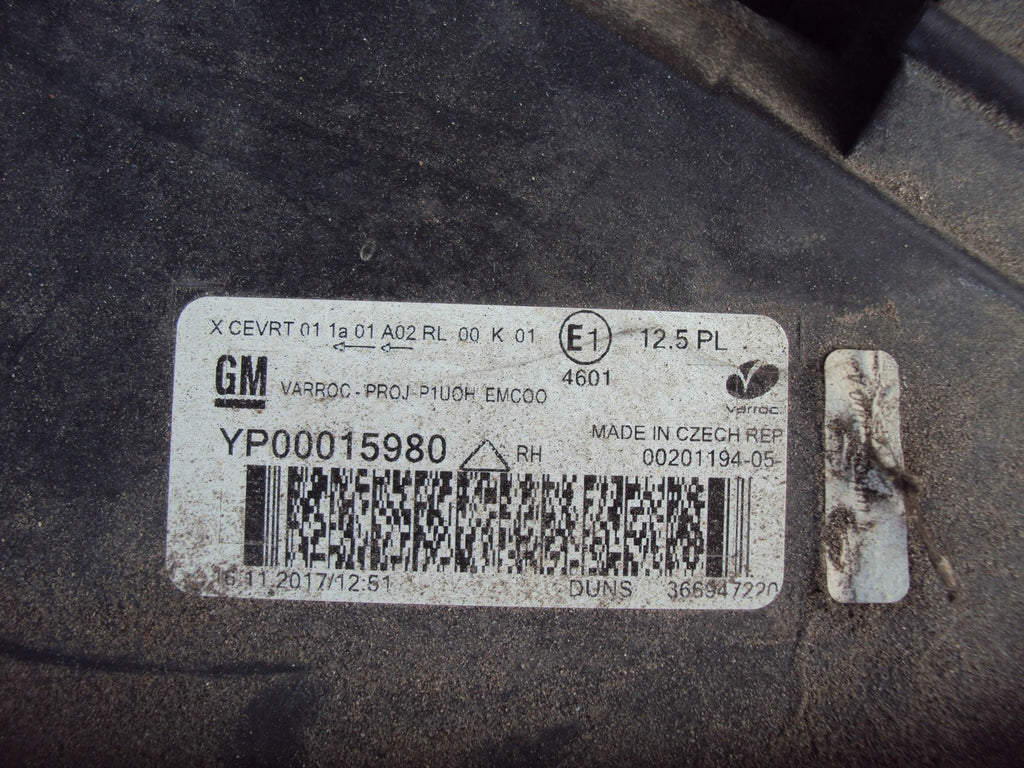 X CEVRT 01 1a 01 A02 RL 00 K 01 E1 12.5 PL
4601
GM VARROC - PROJ P1UOH EMCOO varroc
MADE IN CZECH REP
YP00015980 RH 00201194-05-
16.11.2017/12:51 DUNS 366947220